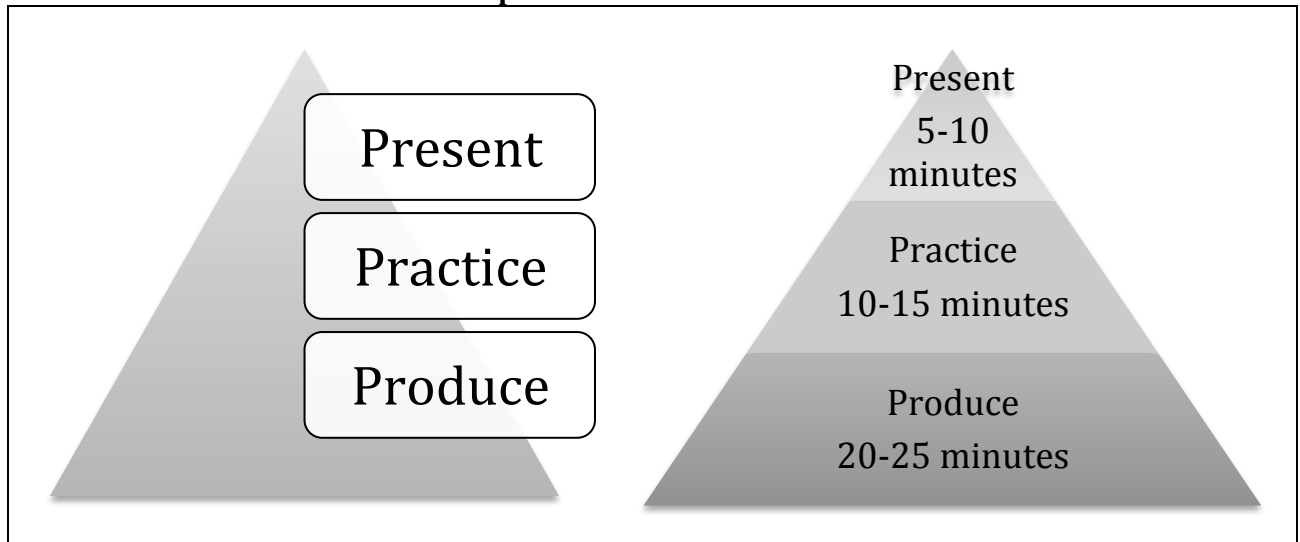 Present
Practice
Produce
Present
5-10
minutes
Practice
10-15 minutes
Produce
20-25 minutes